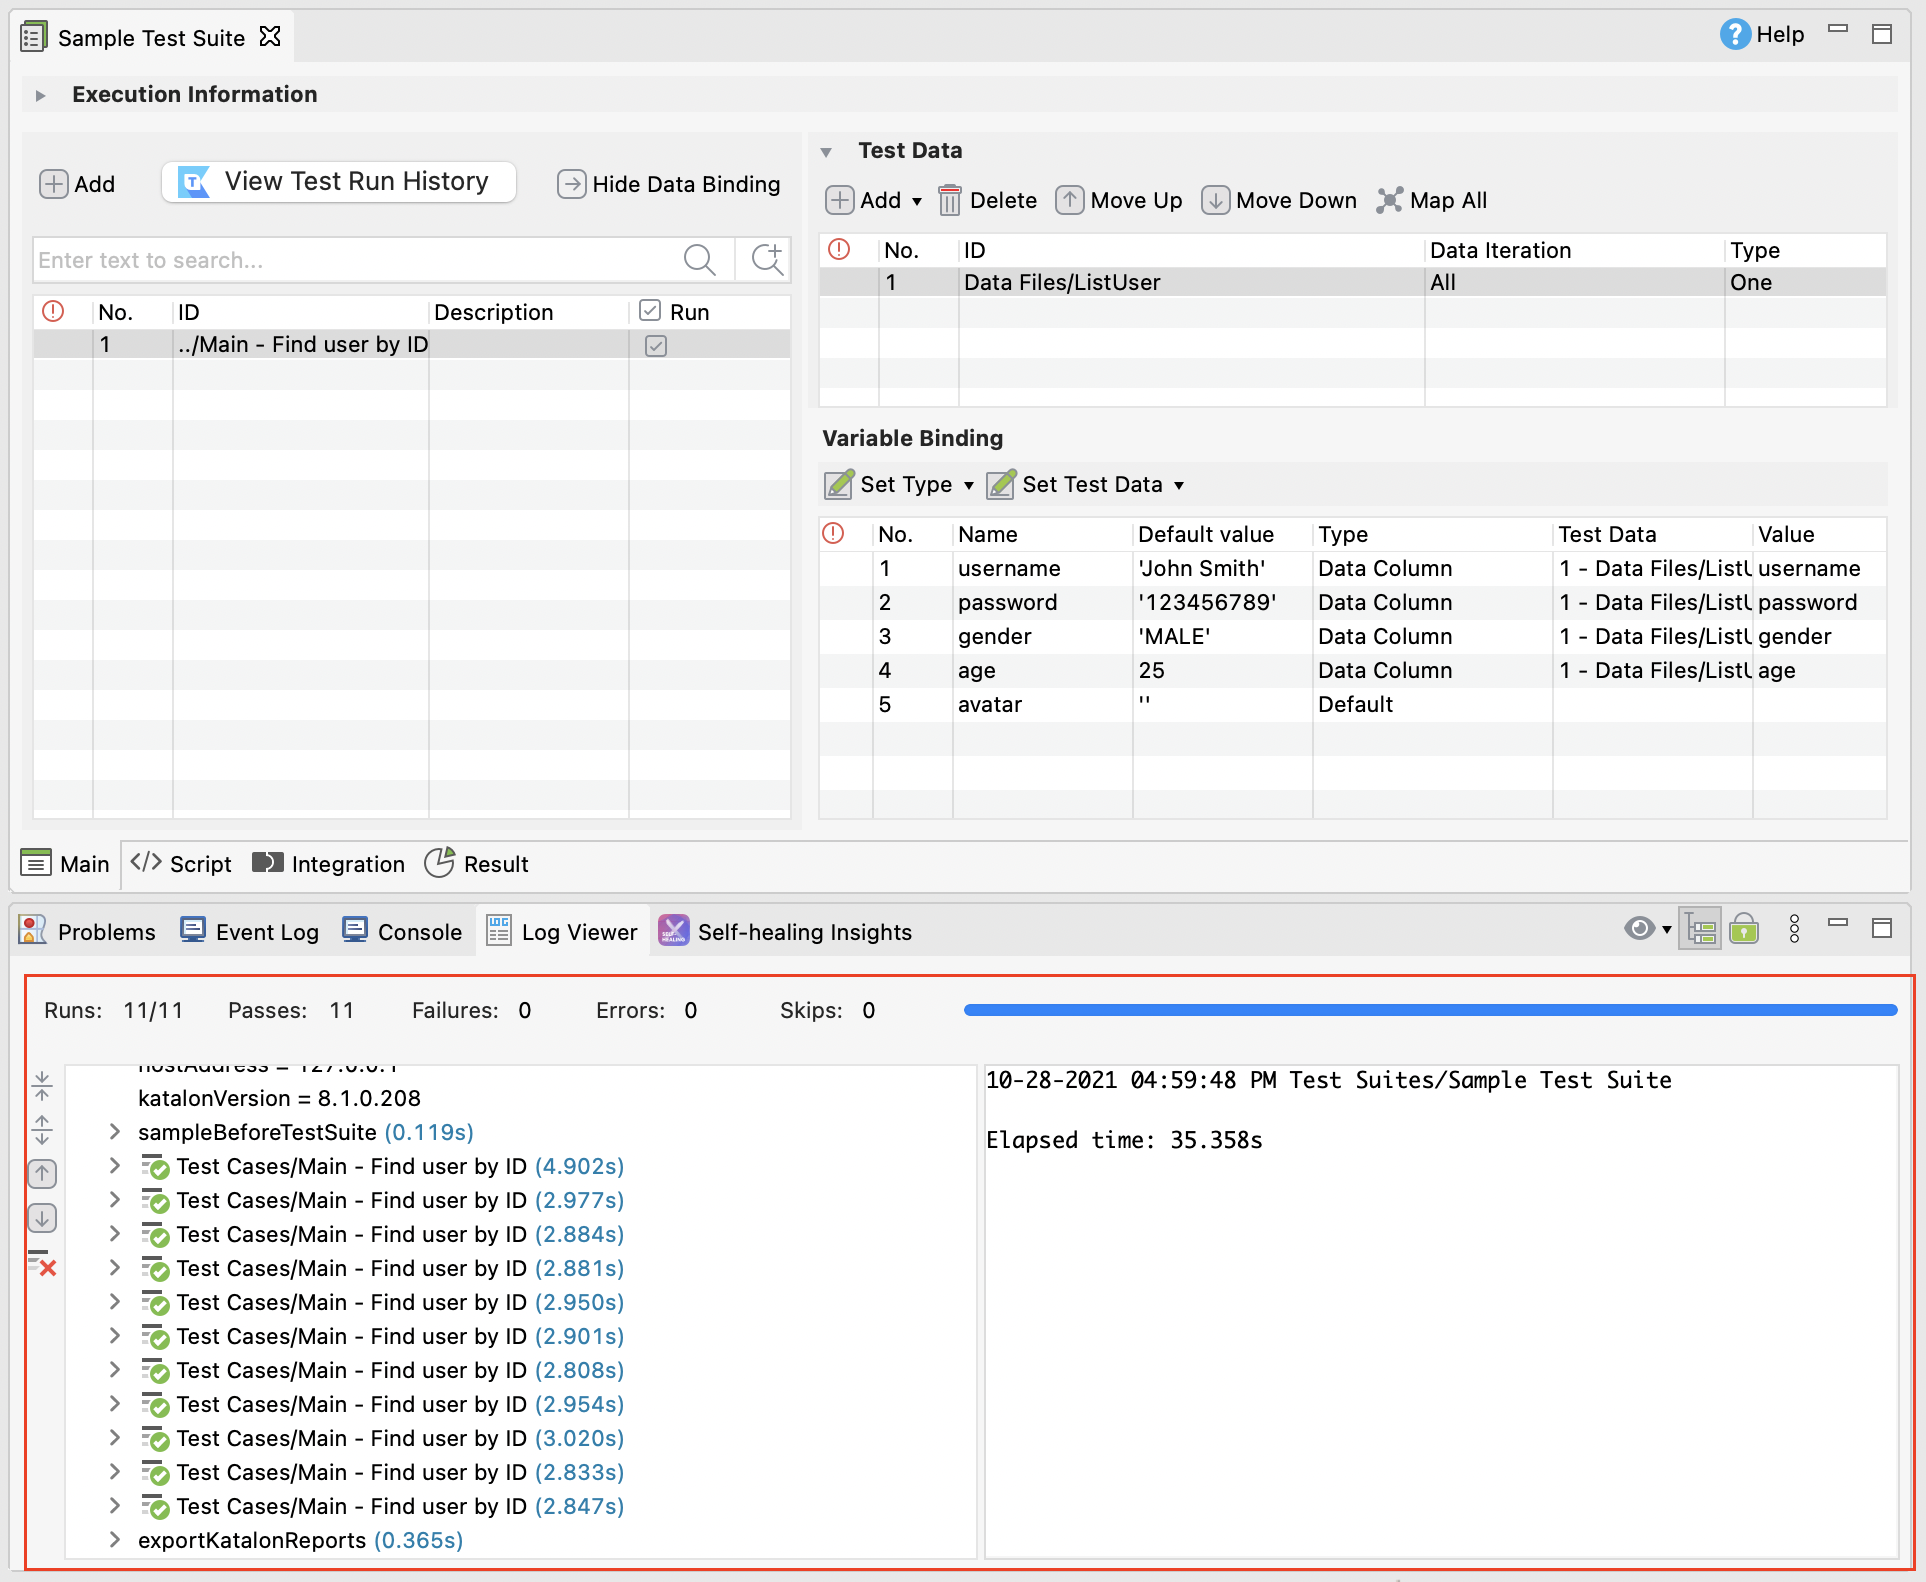 Sample Test Suite
Help
Execution Information
Add
View Test Run History
Hide Data Binding
Enter text to search...
No. ID Description Run
1 ../Main - Find user by ID
Test Data
Add Delete Move Up Move Down Map All
No. ID Data Iteration Type
1 Data Files/ListUser All One
Variable Binding
Set Type Set Test Data
No. Name Default value Type Test Data Value
1 username 'John Smith' Data Column 1 - Data Files/ListU username
2 password '123456789' Data Column 1 - Data Files/ListU password
3 gender 'MALE' Data Column 1 - Data Files/ListU gender
4 age 25 Data Column 1 - Data Files/ListU age
5 avatar '' Default
Main Script Integration Result
Problems Event Log Console Log Viewer Self-healing Insights
Runs: 11/11 Passes: 11 Failures: 0 Errors: 0 Skips: 0
hostAddress = 127.0.0.1
katalonVersion = 8.1.0.208
sampleBeforeTestSuite (0.119s)
Test Cases/Main - Find user by ID (4.902s)
Test Cases/Main - Find user by ID (2.977s)
Test Cases/Main - Find user by ID (2.884s)
Test Cases/Main - Find user by ID (2.881s)
Test Cases/Main - Find user by ID (2.950s)
Test Cases/Main - Find user by ID (2.901s)
Test Cases/Main - Find user by ID (2.808s)
Test Cases/Main - Find user by ID (2.954s)
Test Cases/Main - Find user by ID (3.020s)
Test Cases/Main - Find user by ID (2.833s)
Test Cases/Main - Find user by ID (2.847s)
exportKatalonReports (0.365s)
10-28-2021 04:59:48 PM Test Suites/Sample Test Suite
Elapsed time: 35.358s